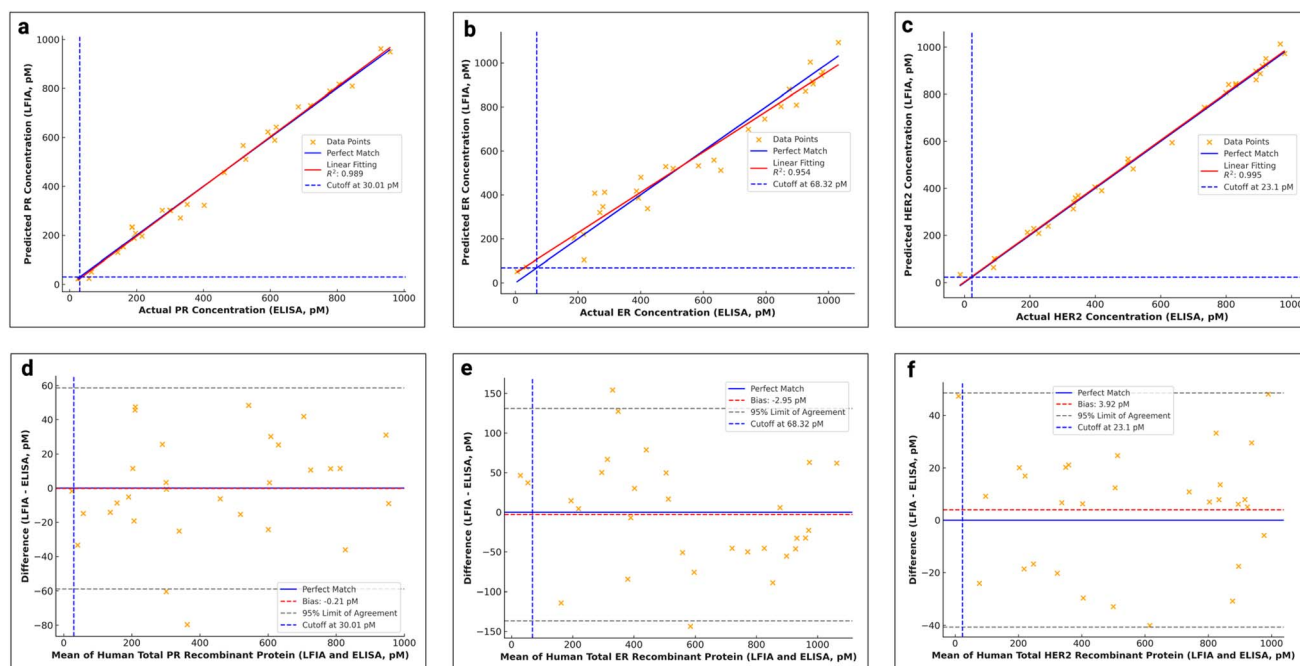 a
1000
800
600
400
200
0
Predicted PR Concentration (LFIA, pM)
Data Points
Perfect Match
Linear Fitting
R²: 0.989
Cutoff at 30.01 pM
0 200 400 600 800 1000
Actual PR Concentration (ELISA, pM)
b
1000
800
600
400
200
0
Predicted ER Concentration (LFIA, pM)
Data Points
Perfect Match
Linear Fitting
R²: 0.954
Cutoff at 68.32 pM
0 200 400 600 800 1000
Actual ER Concentration (ELISA, pM)
c
1000
800
600
400
200
0
Predicted HER2 Concentration (LFIA, pM)
Data Points
Perfect Match
Linear Fitting
R²: 0.995
Cutoff at 23.1 pM
0 200 400 600 800 1000
Actual HER2 Concentration (ELISA, pM)
d
60
40
20
0
−20
−40
−60
−80
Difference (LFIA - ELISA, pM)
Perfect Match
Bias: -0.21 pM
95% Limit of Agreement
Cutoff at 30.01 pM
0 200 400 600 800 1000
Mean of Human Total PR Recombinant Protein (LFIA and ELISA, pM)
e
150
100
50
0
−50
−100
−150
Difference (LFIA - ELISA, pM)
Perfect Match
Bias: -2.95 pM
95% Limit of Agreement
Cutoff at 68.32 pM
0 200 400 600 800 1000
Mean of Human Total ER Recombinant Protein (LFIA and ELISA, pM)
f
40
20
0
−20
−40
Difference (LFIA - ELISA, pM)
Perfect Match
Bias: 3.92 pM
95% Limit of Agreement
Cutoff at 23.1 pM
0 200 400 600 800 1000
Mean of Human Total HER2 Recombinant Protein (LFIA and ELISA, pM)